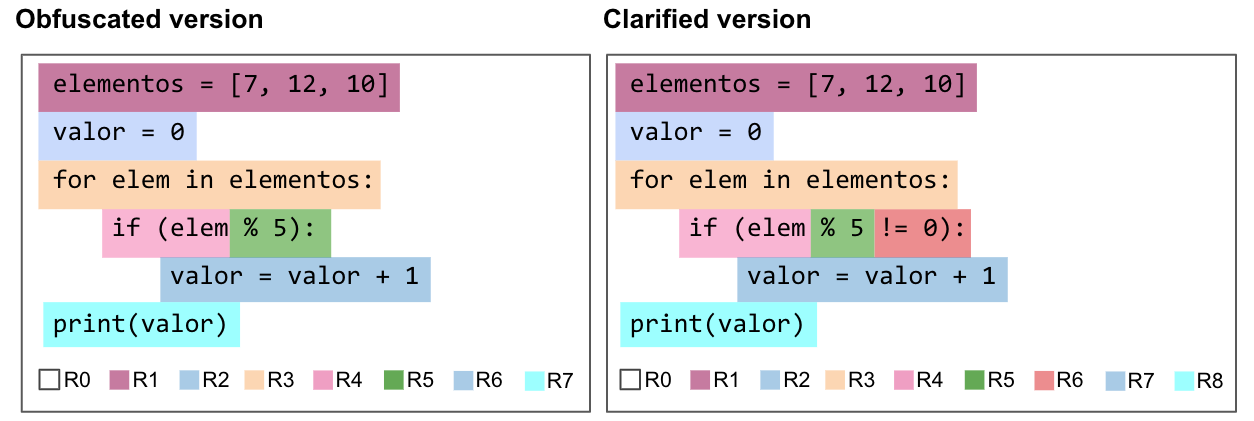 Obfuscated version
elementos = [7, 12, 10]
valor = 0
for elem in elementos:
if (elem % 5):
valor = valor + 1
print(valor)
R0 R1 R2 R3 R4 R5 R6 R7
Clarified version
elementos = [7, 12, 10]
valor = 0
for elem in elementos:
if (elem % 5 != 0):
valor = valor + 1
print(valor)
R0 R1 R2 R3 R4 R5 R6 R7 R8